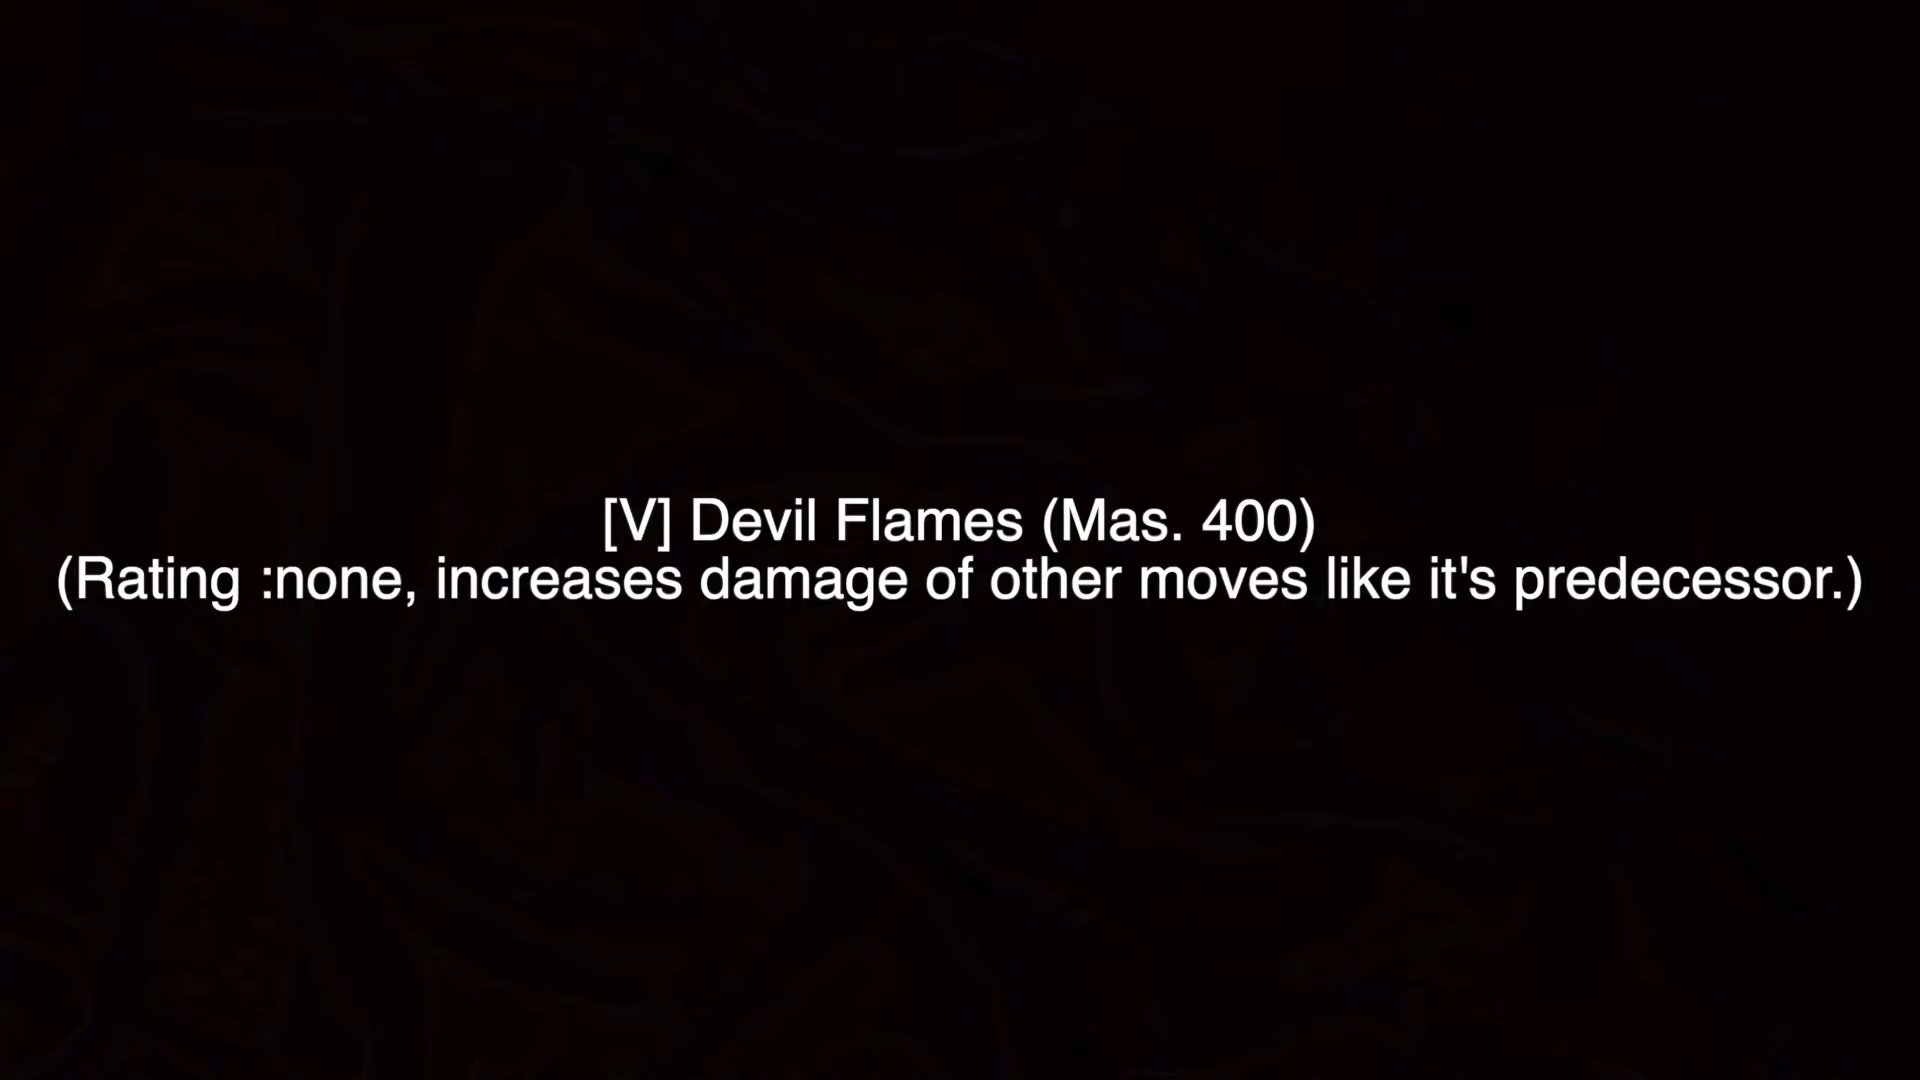 [V] Devil Flames (Mas. 400)
(Rating :none, increases damage of other moves like it's predecessor.)